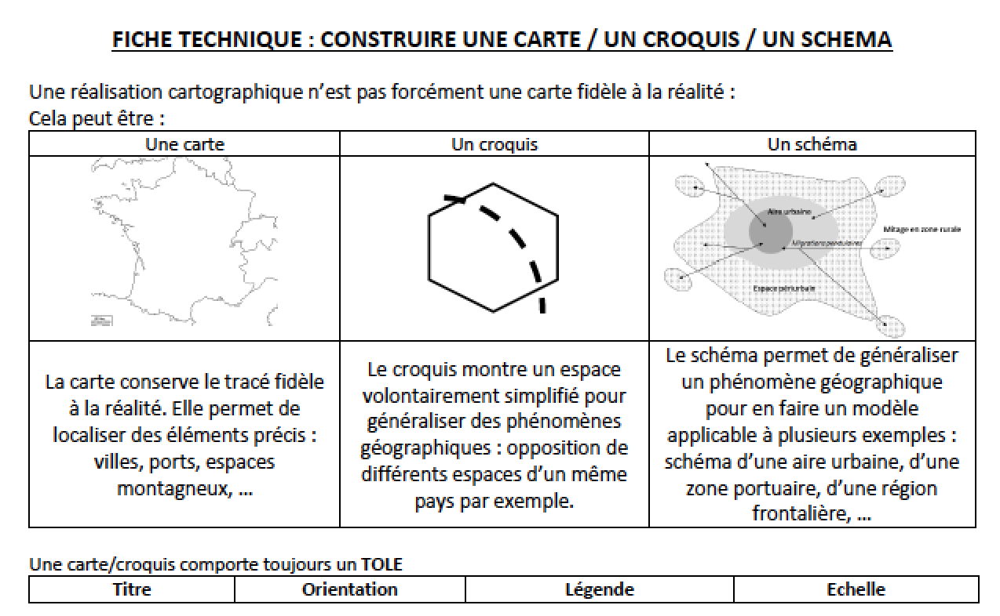 FICHE TECHNIQUE : CONSTRUIRE UNE CARTE / UN CROQUIS / UN SCHEMA
Une réalisation cartographique n’est pas forcément une carte fidèle à la réalité :
Cela peut être :
Une carte
Un croquis
Un schéma
Aire urbaine
Mitage en zone rurale
Migrations pendulaires
Espace périurbain
La carte conserve le tracé fidèle
à la réalité. Elle permet de
localiser des éléments précis :
villes, ports, espaces
montagneux, …
Le croquis montre un espace
volontairement simplifié pour
généraliser des phénomènes
géographiques : opposition de
différents espaces d’un même
pays par exemple.
Le schéma permet de généraliser
un phénomène géographique
pour en faire un modèle
applicable à plusieurs exemples :
schéma d’une aire urbaine, d’une
zone portuaire, d’une région
frontalière, …
Une carte/croquis comporte toujours un TOLE
Titre
Orientation
Légende
Echelle